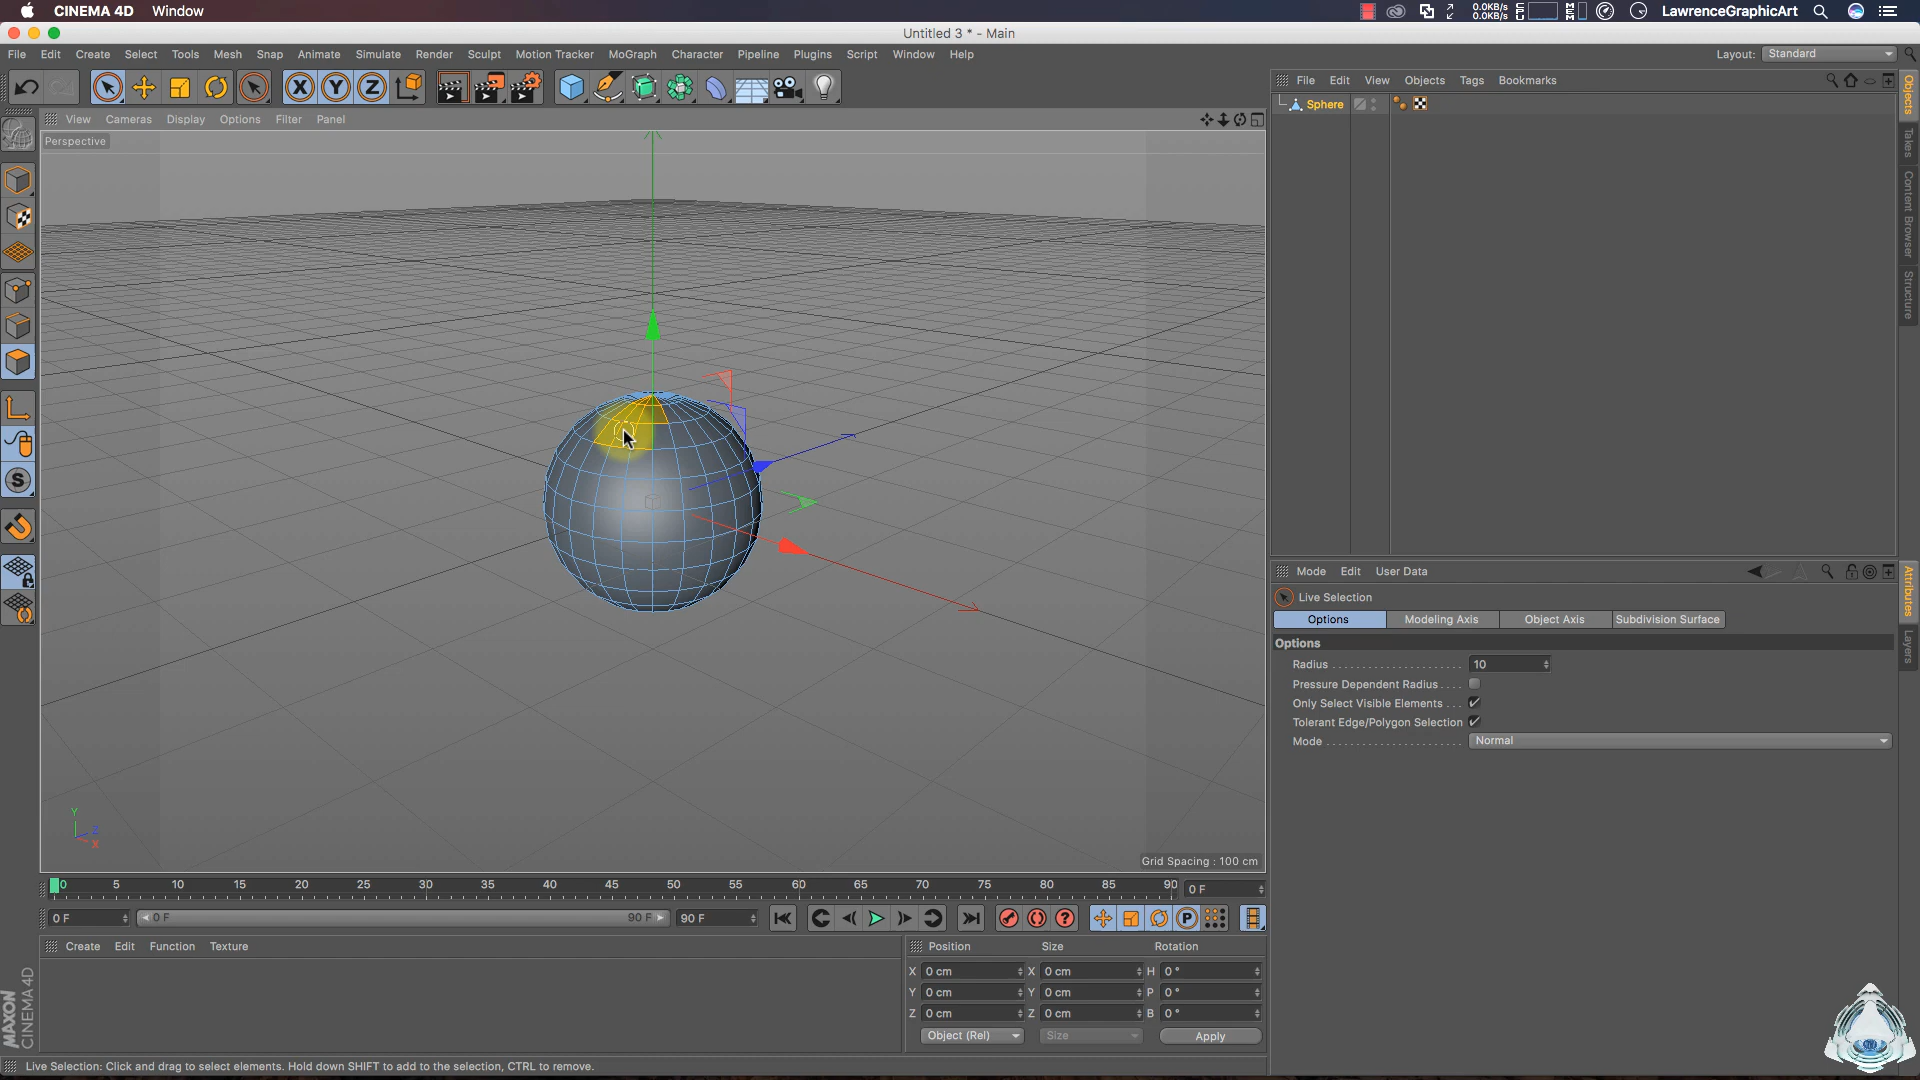 CINEMA 4D Window
0.0KB/s
0.0KB/s
CPU
MEM
LawrenceGraphicArt
Untitled 3 * - Main
File Edit Create Select Tools Mesh Snap Animate Simulate Render Sculpt Motion Tracker MoGraph Character Pipeline Plugins Script Window Help
Layout: Standard
X Y Z
File Edit View Objects Tags Bookmarks
Sphere
View Cameras Display Options Filter Panel
Perspective
Objects
Takes
Content Browser
Structure
S
Y
Z
X
Grid Spacing : 100 cm
Mode Edit User Data
Live Selection
Options Modeling Axis Object Axis Subdivision Surface
Options
Radius 10
Pressure Dependent Radius
Only Select Visible Elements
Tolerant Edge/Polygon Selection
Mode Normal
Attributes
Layers
0 5 10 15 20 25 30 35 40 45 50 55 60 65 70 75 80 85 90 0 F
0 F 0 F 90 F 90 F ? P
Create Edit Function Texture
Position Size Rotation
X 0 cm X 0 cm H 0 °
Y 0 cm Y 0 cm P 0 °
Z 0 cm Z 0 cm B 0 °
Object (Rel) Size Apply
MAXON
CINEMA 4D
Live Selection: Click and drag to select elements. Hold down SHIFT to add to the selection, CTRL to remove.